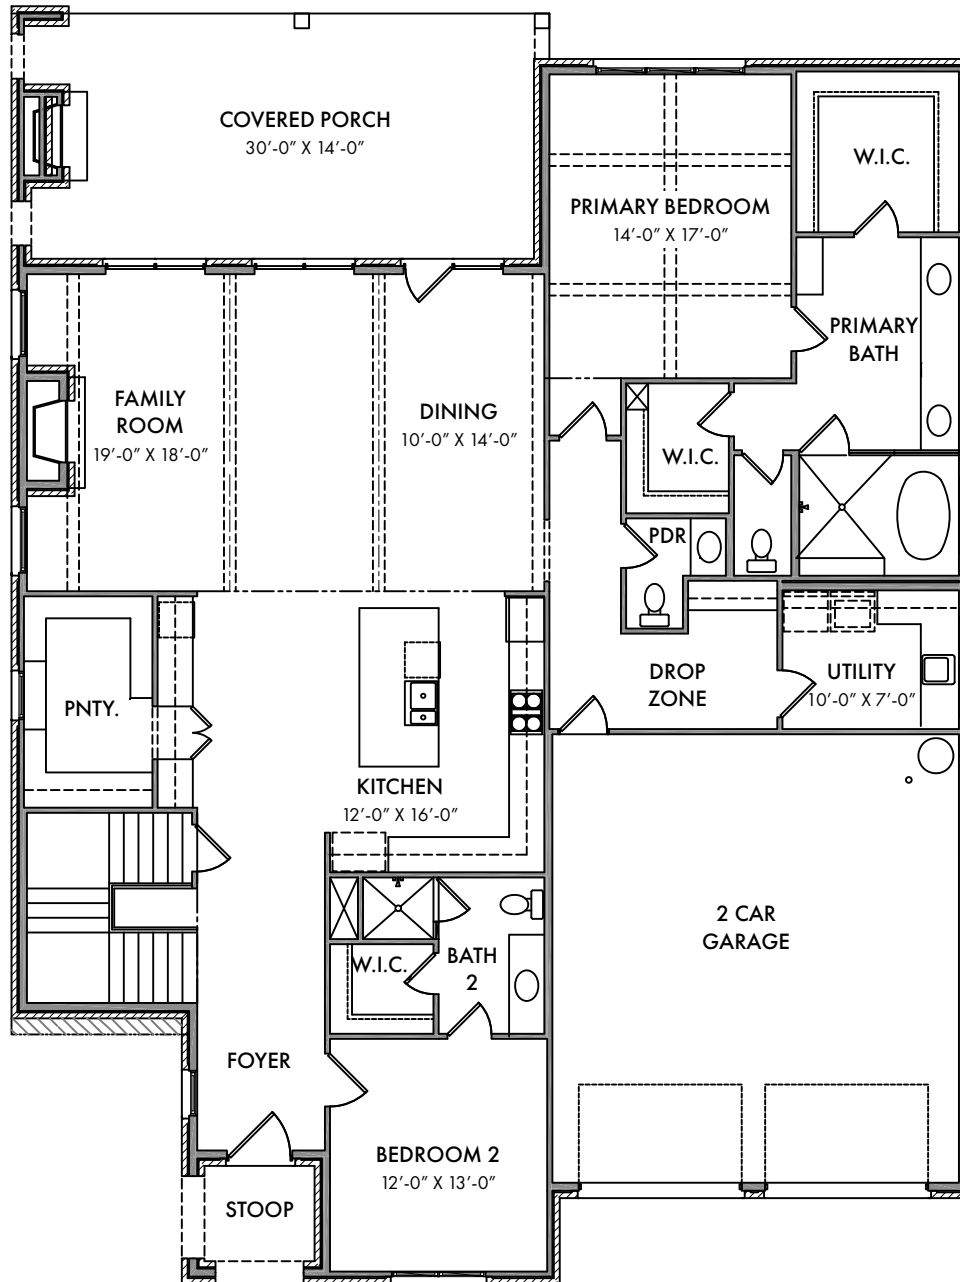 COVERED PORCH
30'-0" X 14'-0"
W.I.C.
PRIMARY BEDROOM
14'-0" X 17'-0"
PRIMARY
BATH
FAMILY
ROOM
19'-0" X 18'-0"
DINING
10'-0" X 14'-0"
W.I.C.
PDR
DROP
ZONE
UTILITY
10'-0" X 7'-0"
PNTY.
KITCHEN
12'-0" X 16'-0"
2 CAR
GARAGE
W.I.C.
BATH
2
FOYER
BEDROOM 2
12'-0" X 13'-0"
STOOP